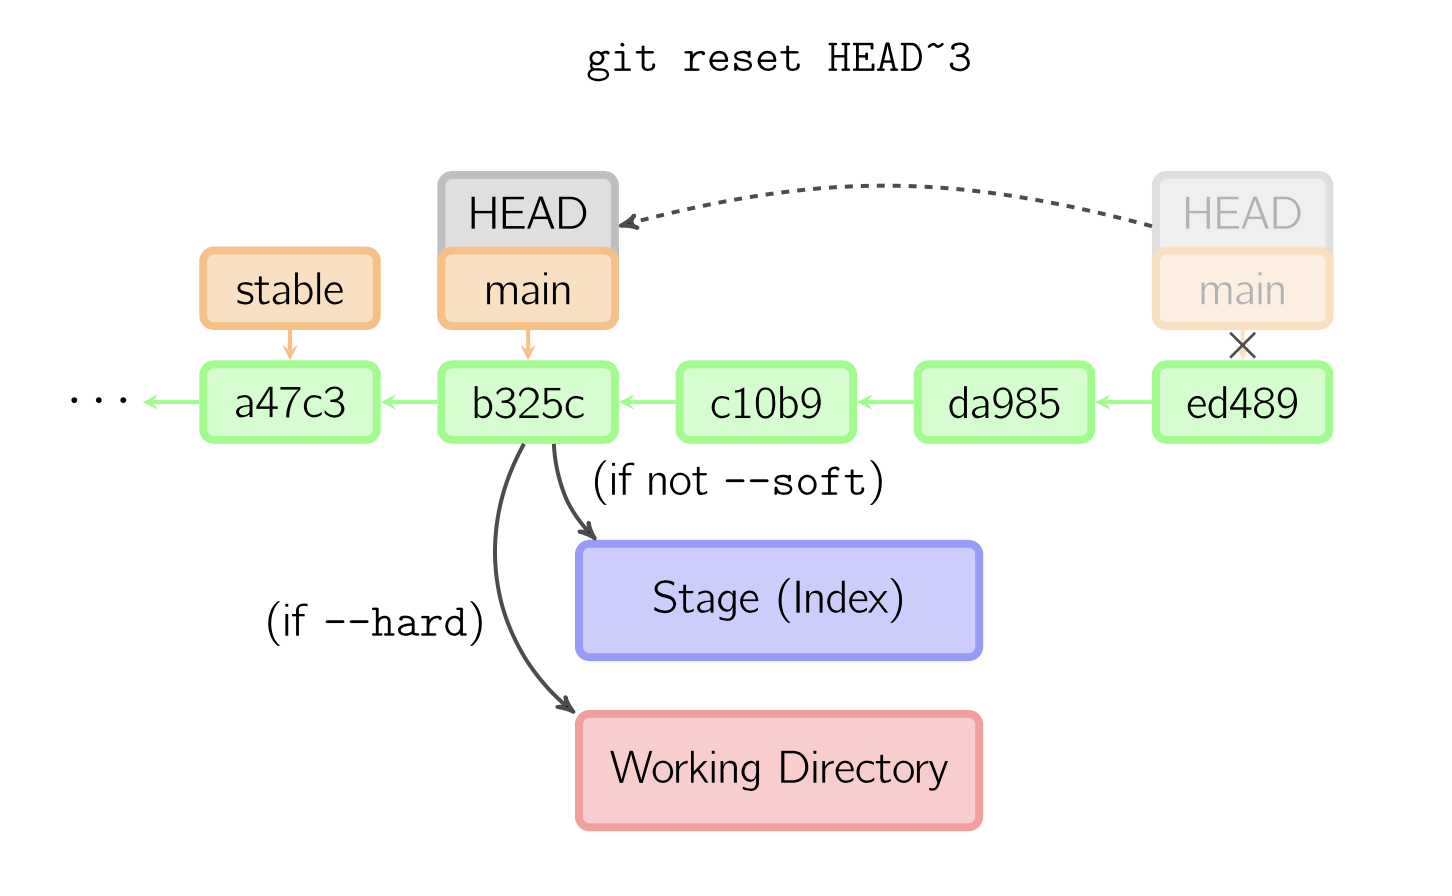 git reset HEAD~3
HEAD
HEAD
stable
main
main
... a47c3 b325c c10b9 da985 ed489
(if not --soft)
Stage (Index)
(if --hard)
Working Directory